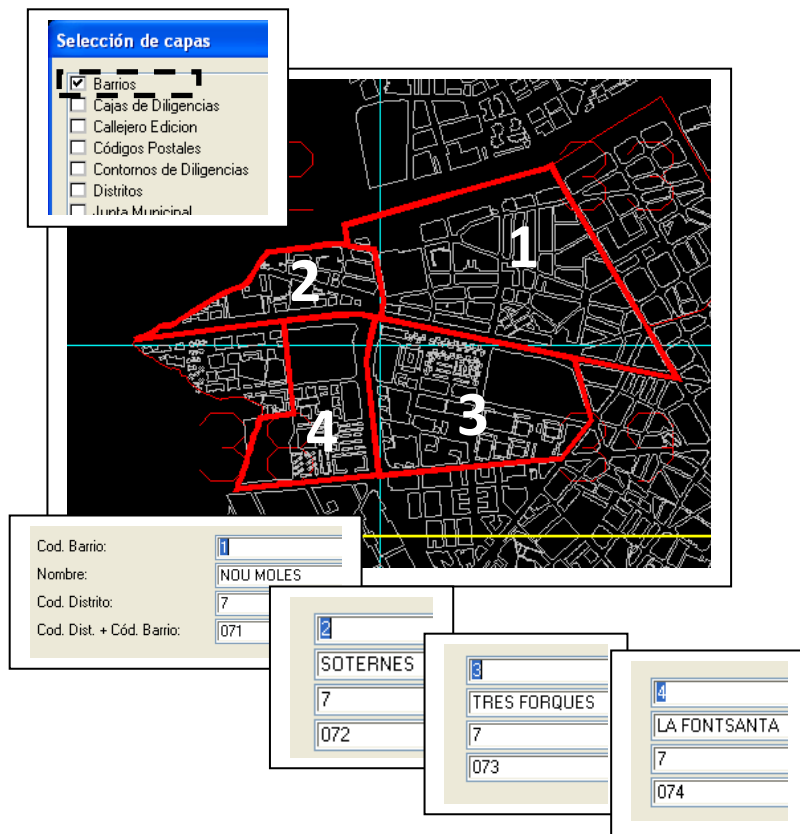 Selección de capas
Barrios
Cajas de Diligencias
Callejero Edicion
Códigos Postales
Contornos de Diligencias
Distritos
Junta Municipal
1
2
3
4
Cod. Barrio:
1
Nombre:
NOU MOLES
Cod. Distrito:
7
Cod. Dist. + Cód. Barrio:
071
2
SOTERNES
7
072
3
TRES FORQUES
7
073
4
LA FONTSANTA
7
074